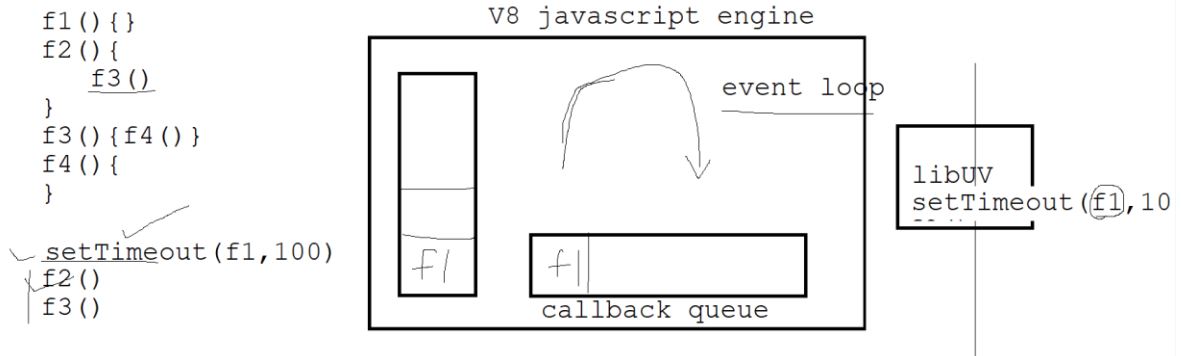 f1(){}
f2(){
f3()
}
f3(){f4()}
f4(){
}
setTimeout(f1,100)
f2()
f3()
V8 javascript engine
event loop
f1
f1
callback queue
libUV
setTimeout(f1,10